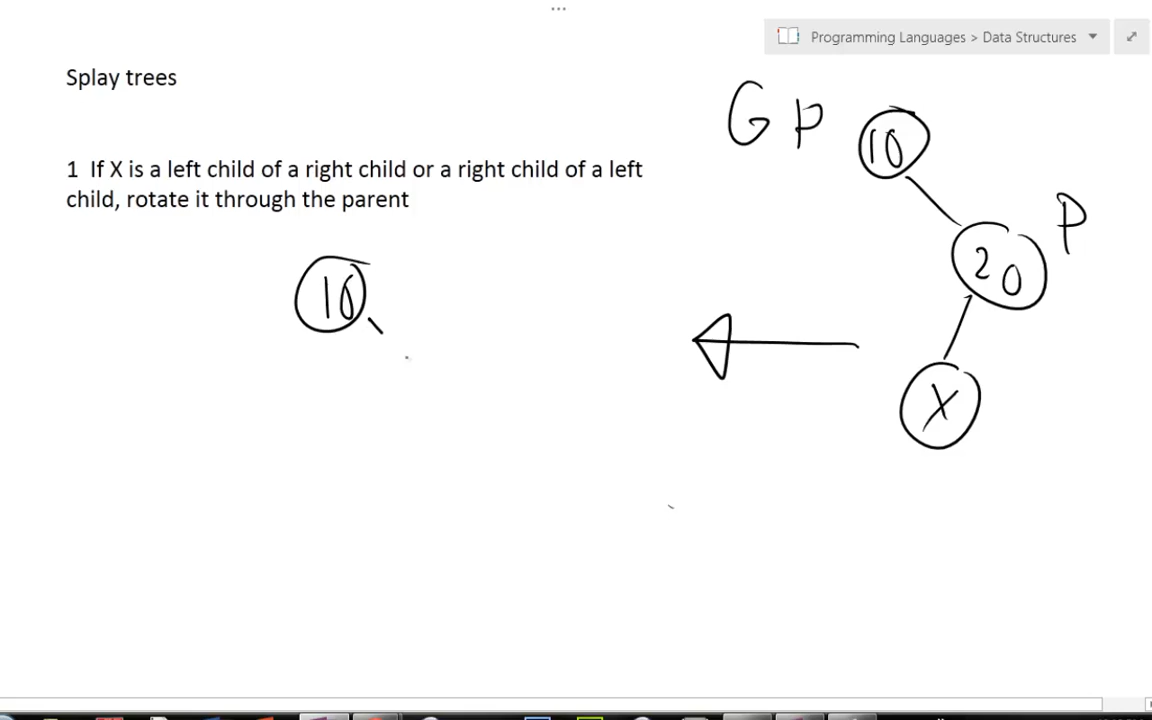 Programming Languages > Data Structures
Splay trees
G P 10
1 If X is a left child of a right child or a right child of a left
child, rotate it through the parent
P
20
10
X